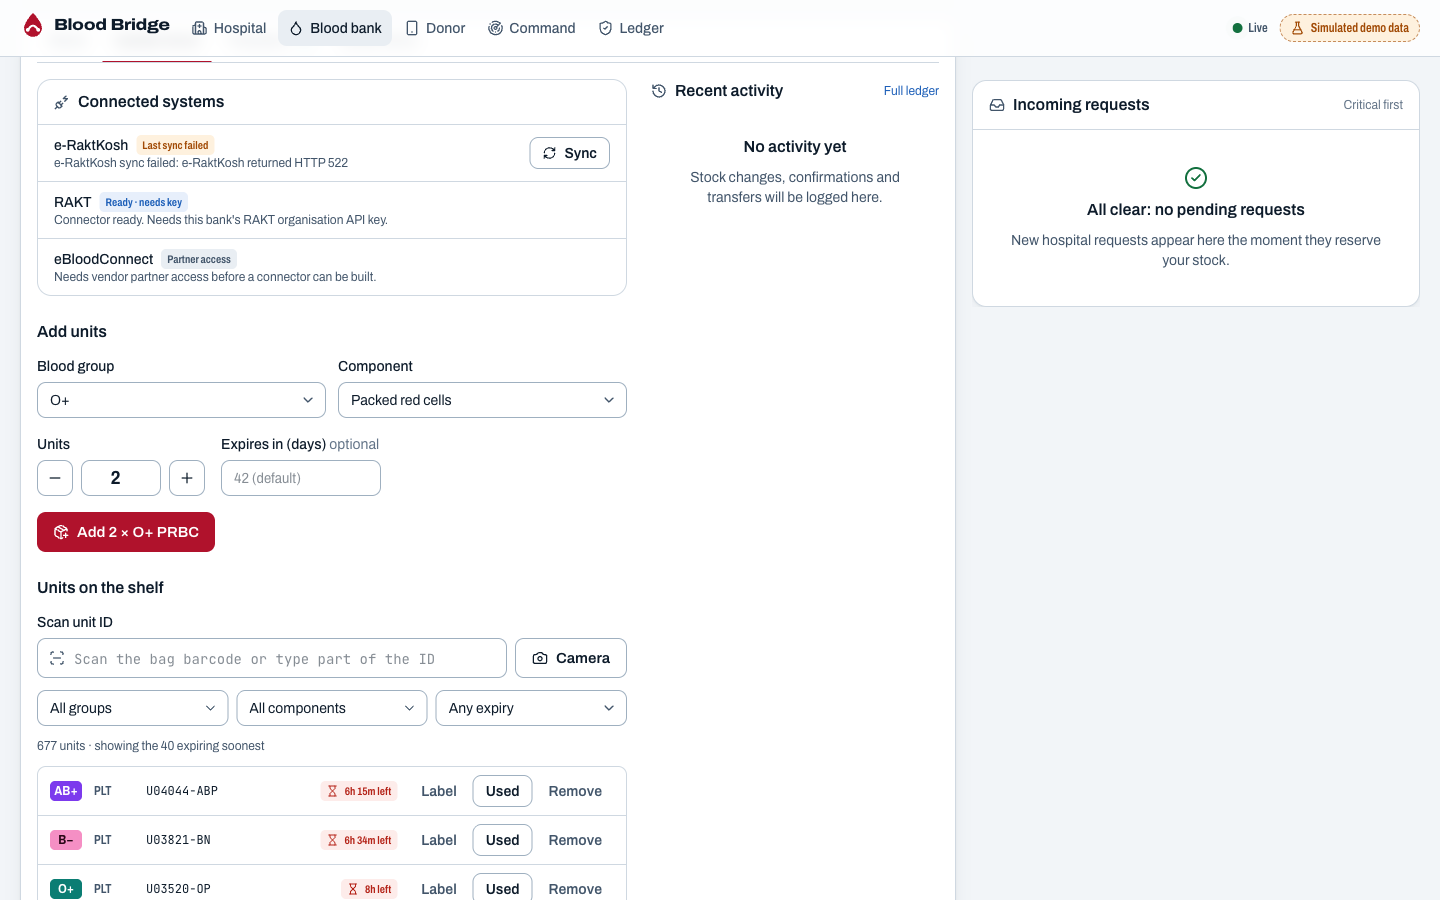 Blood Bridge
Hospital
Blood bank
Donor
Command
Ledger
Live
Simulated demo data
Connected systems
e-RaktKosh Last sync failed
e-RaktKosh sync failed: e-RaktKosh returned HTTP 522
Sync
RAKT Ready · needs key
Connector ready. Needs this bank's RAKT organisation API key.
eBloodConnect Partner access
Needs vendor partner access before a connector can be built.
Recent activity
Full ledger
No activity yet
Stock changes, confirmations and
transfers will be logged here.
Incoming requests
Critical first
All clear: no pending requests
New hospital requests appear here the moment they reserve
your stock.
Add units
Blood group
Component
O+
Packed red cells
Units
Expires in (days) optional
2
42 (default)
Add 2 × O+ PRBC
Units on the shelf
Scan unit ID
Scan the bag barcode or type part of the ID
Camera
All groups
All components
Any expiry
677 units · showing the 40 expiring soonest
AB+ PLT U04044-ABP 6h 15m left Label Used Remove
B− PLT U03821-BN 6h 34m left Label Used Remove
O+ PLT U03520-OP 8h left Label Used Remove